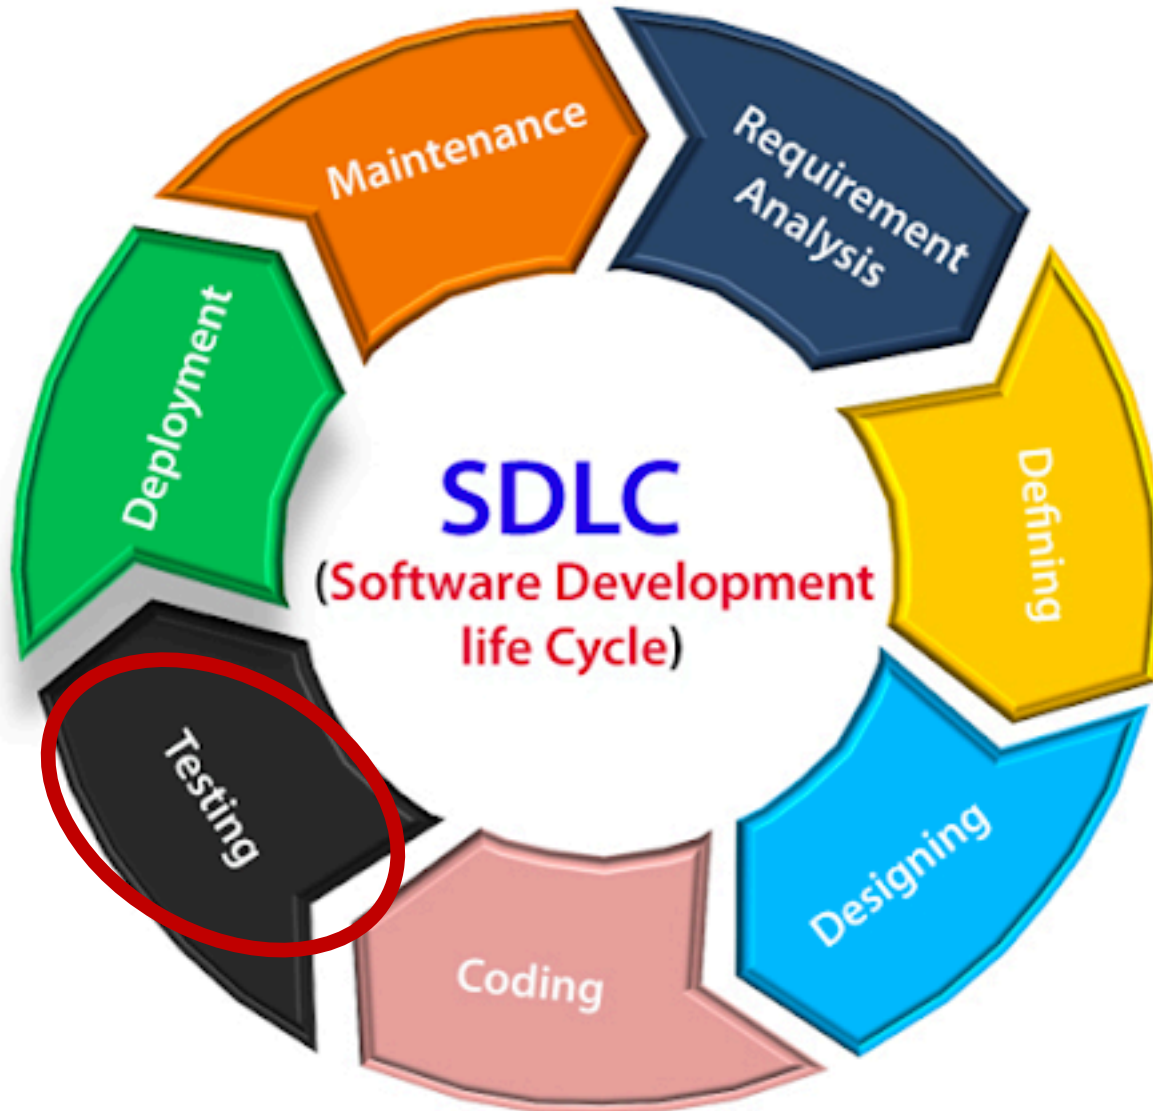 SDLC
(Software Development
life Cycle)
Requirement
Analysis
Defining
Designing
Coding
Testing
Deployment
Maintenance